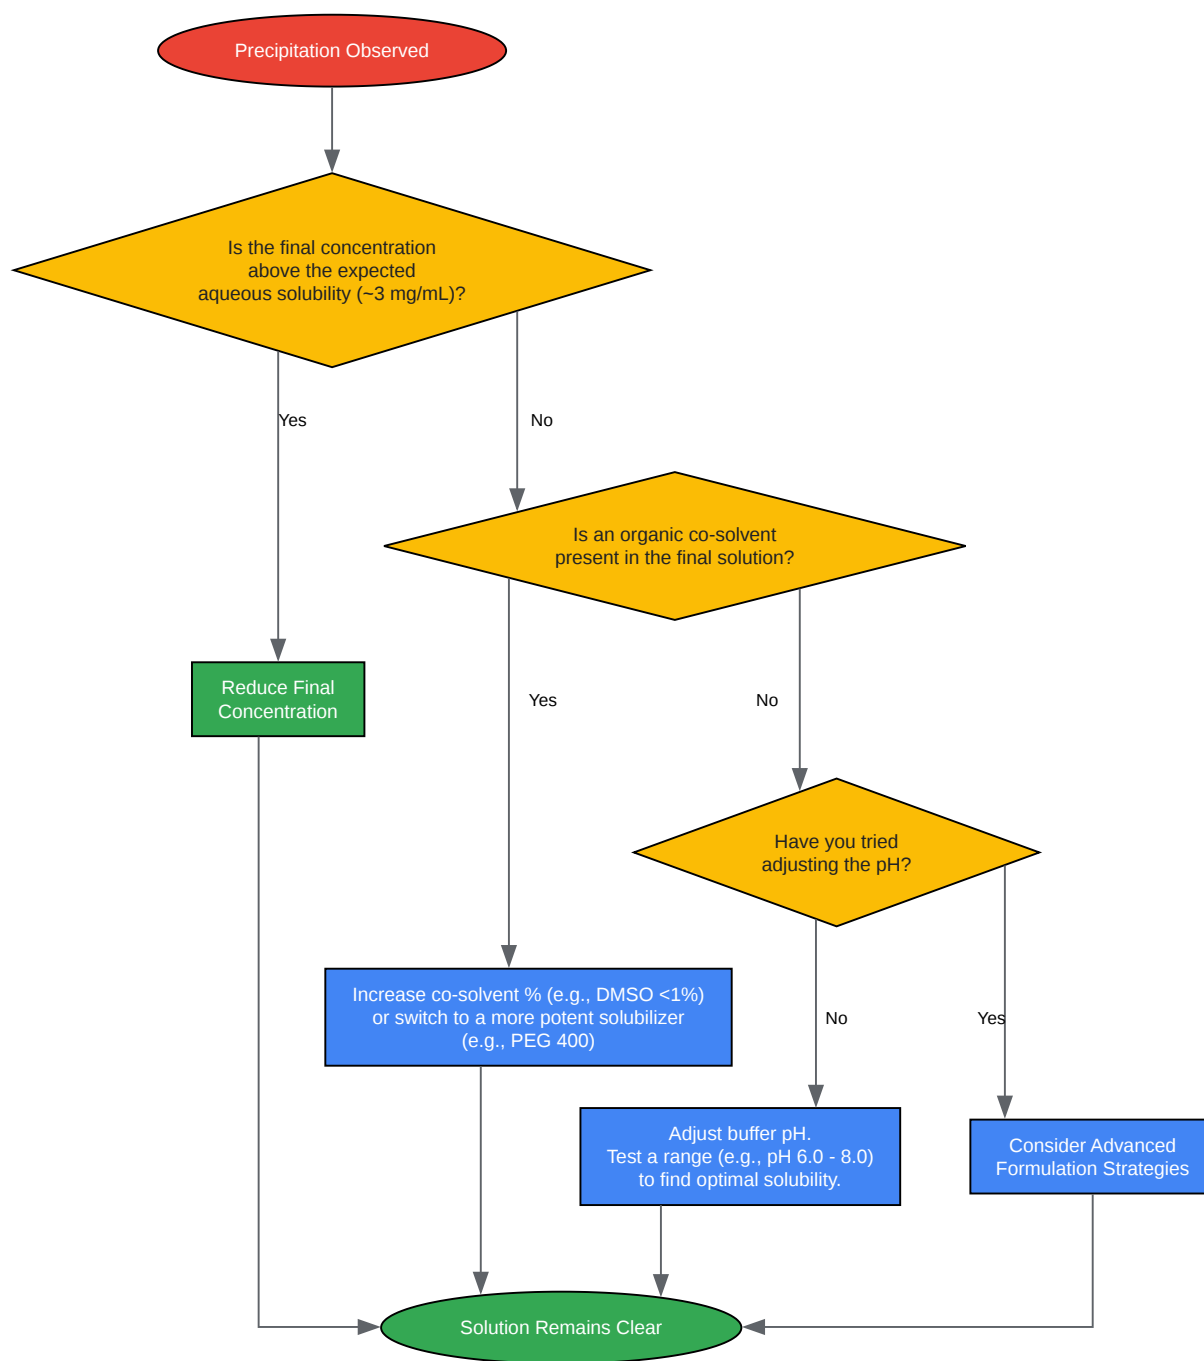 Precipitation Observed
Is the final concentration
above the expected
aqueous solubility (~3 mg/mL)?
Yes
No
Is an organic co-solvent
present in the final solution?
Reduce Final
Concentration
Yes
No
Have you tried
adjusting the pH?
Increase co-solvent % (e.g., DMSO <1%)
or switch to a more potent solubilizer
(e.g., PEG 400)
No
Yes
Adjust buffer pH.
Test a range (e.g., pH 6.0 - 8.0)
to find optimal solubility.
Consider Advanced
Formulation Strategies
Solution Remains Clear